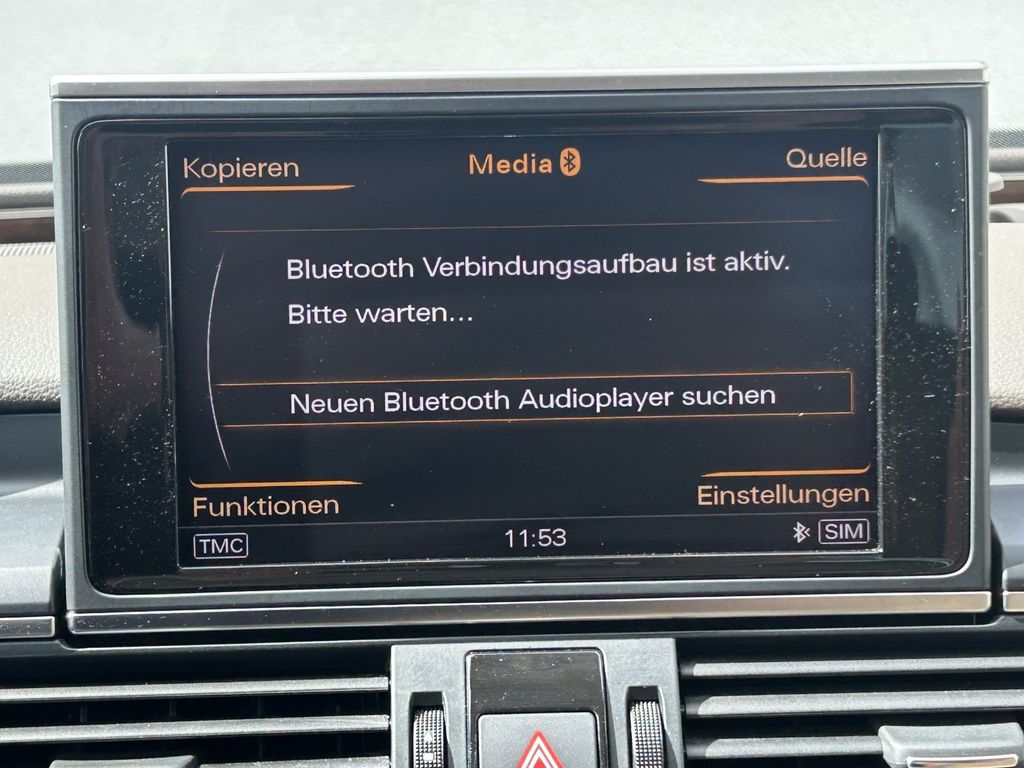 Kopieren
Media
Quelle
Bluetooth Verbindungsaufbau ist aktiv.
Bitte warten...
Neuen Bluetooth Audioplayer suchen
Funktionen
Einstellungen
TMC
11:53
SIM